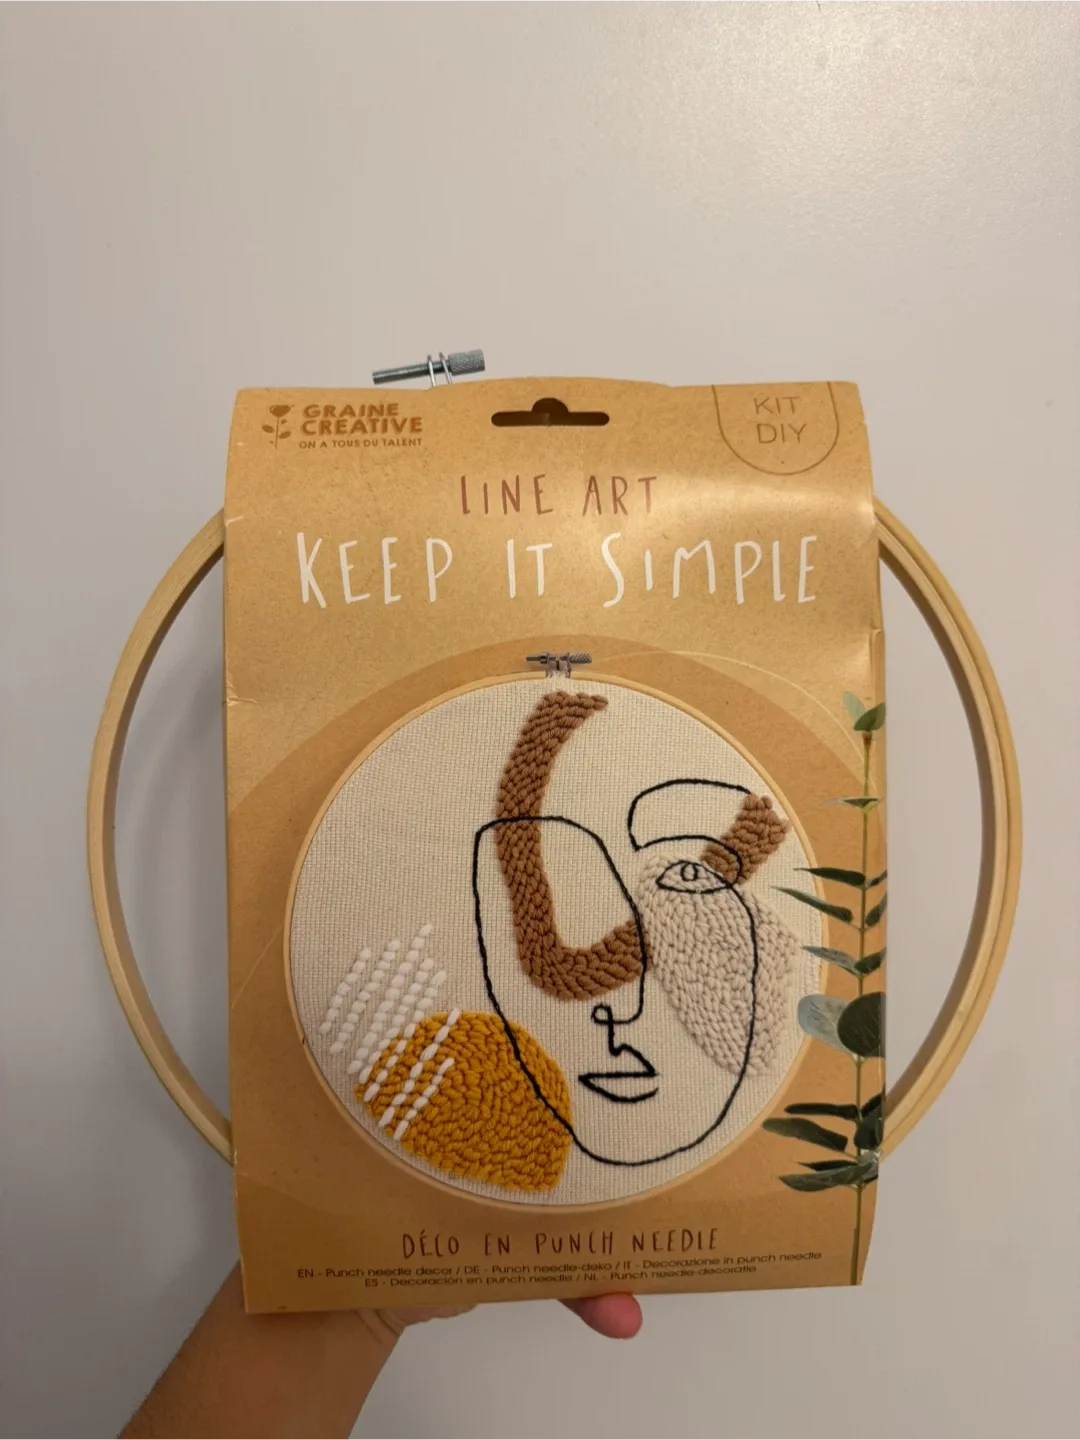 GRAINE
CREATIVE
ON A TOUS DU TALENT
KIT
DIY
LINE ART
KEEP IT SIMPLE
DÉCO EN PUNCH NEEDLE
EN - Punch needle decor / DE - Punch needle-deko / IT - Decorazione in punch needle
ES - Decoración en punch needle / NL - Punch needle-decoratie